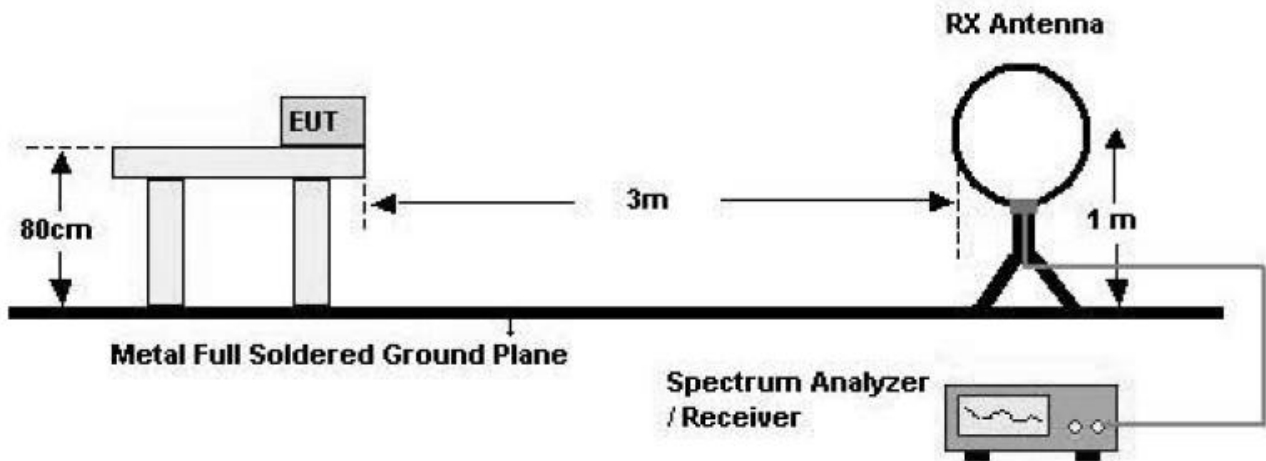 RX Antenna
EUT
80cm
3m
1 m
Metal Full Soldered Ground Plane
Spectrum Analyzer
/ Receiver